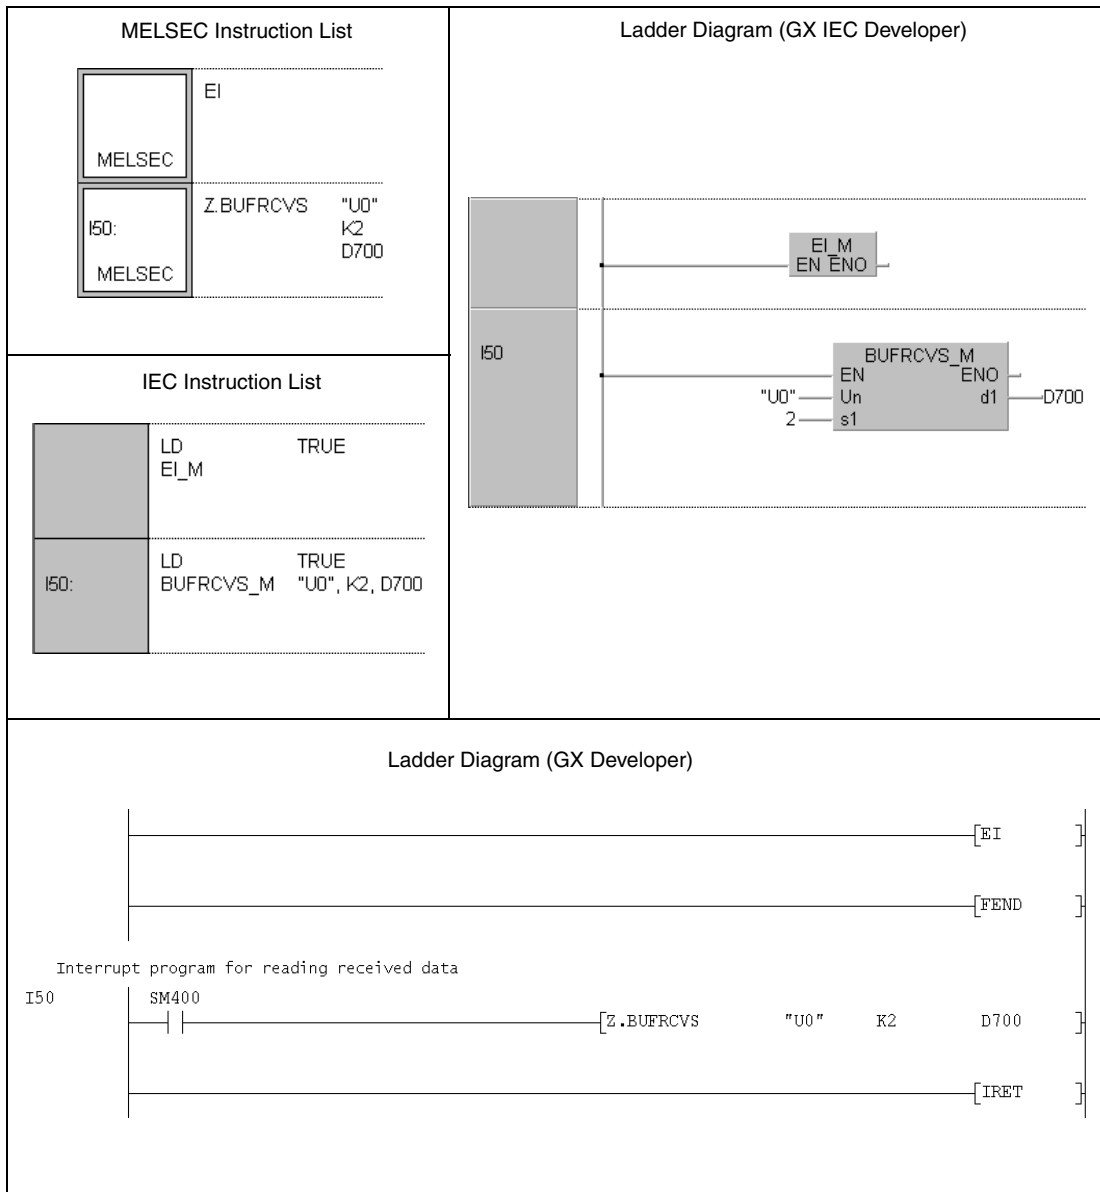 MELSEC Instruction List
EI
MELSEC
I50:
MELSEC
Z.BUFRCVS "U0"
K2
D700
IEC Instruction List
LD TRUE
EI_M
I50:
LD TRUE
BUFRCVS_M "U0", K2, D700
Ladder Diagram (GX IEC Developer)
EI_M
EN ENO
I50
BUFRCVS_M
EN ENO
"U0" Un d1 D700
2 s1
Ladder Diagram (GX Developer)
[EI ]
[FEND ]
Interrupt program for reading received data
I50 SM400
[Z.BUFRCVS "U0" K2 D700 ]
[IRET ]